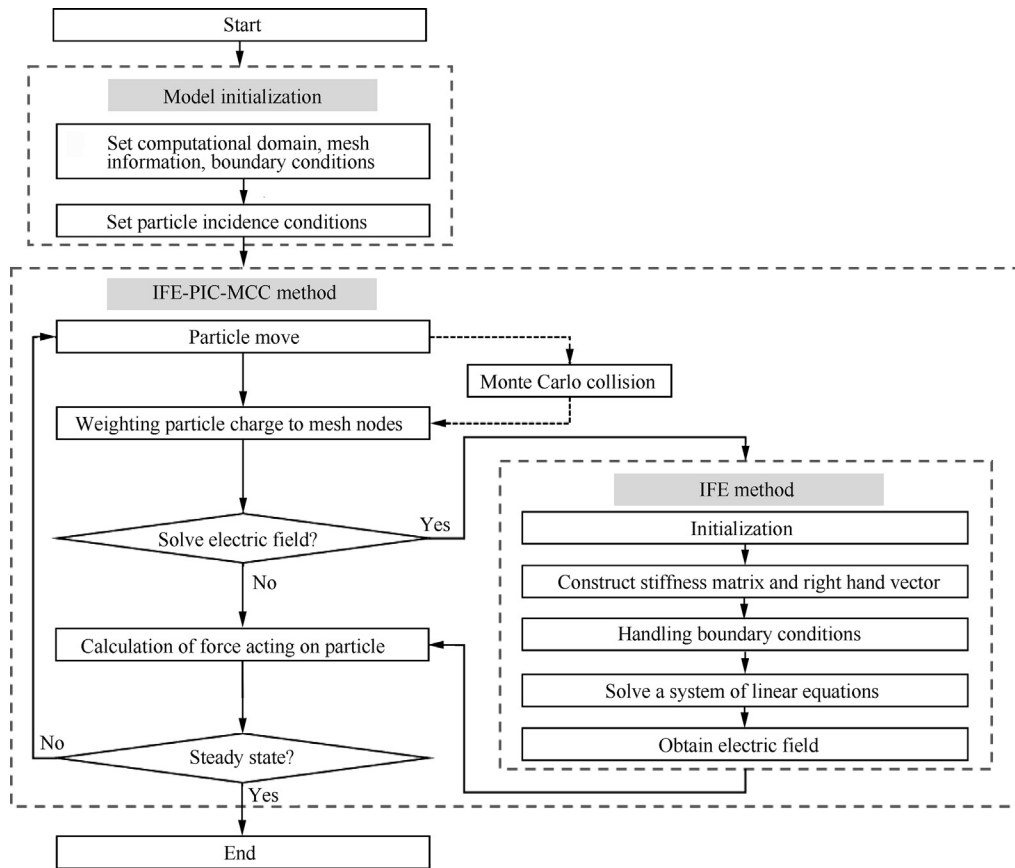 Start
Model initialization
Set computational domain, mesh
information, boundary conditions
Set particle incidence conditions
IFE-PIC-MCC method
Particle move
Monte Carlo collision
Weighting particle charge to mesh nodes
Solve electric field?
Yes
No
IFE method
Initialization
Construct stiffness matrix and right hand vector
Handling boundary conditions
Solve a system of linear equations
Obtain electric field
Calculation of force acting on particle
Steady state?
No
Yes
End